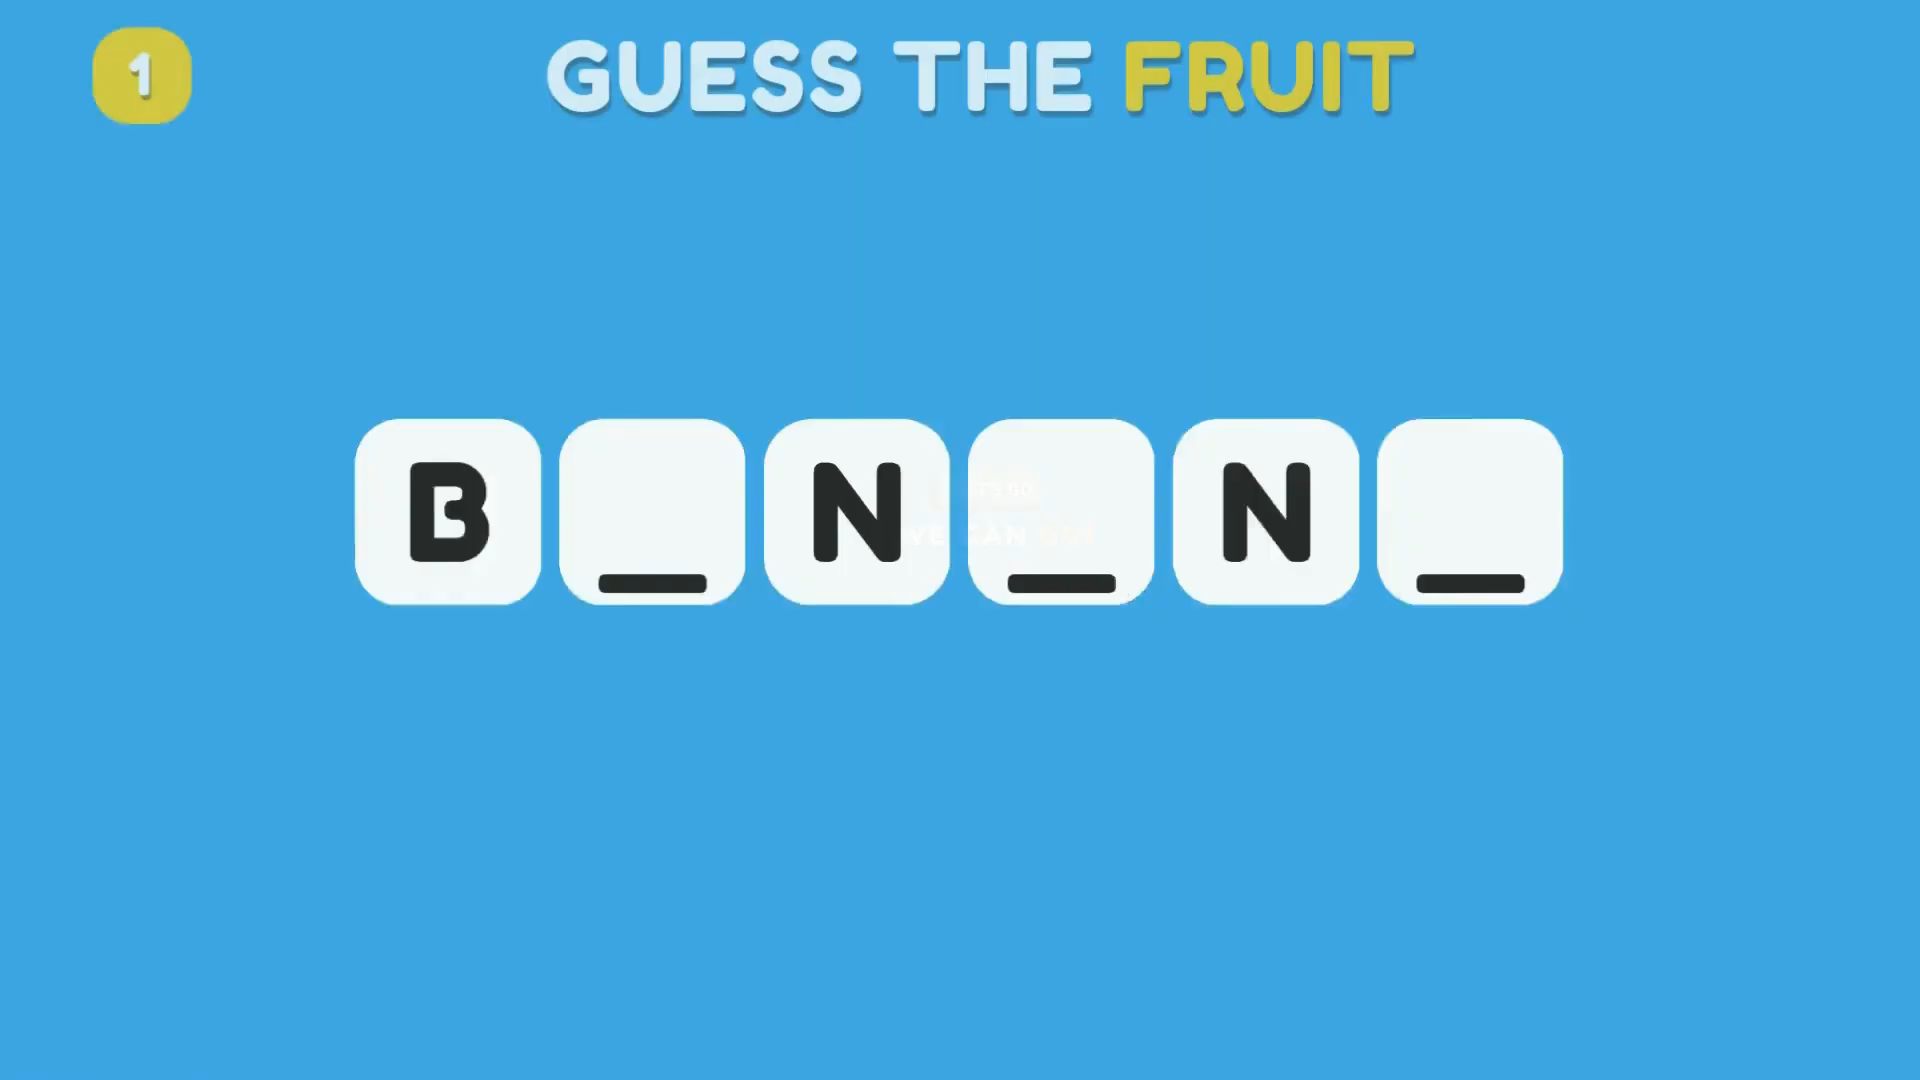 1
GUESS THE FRUIT
B _ N _ N _